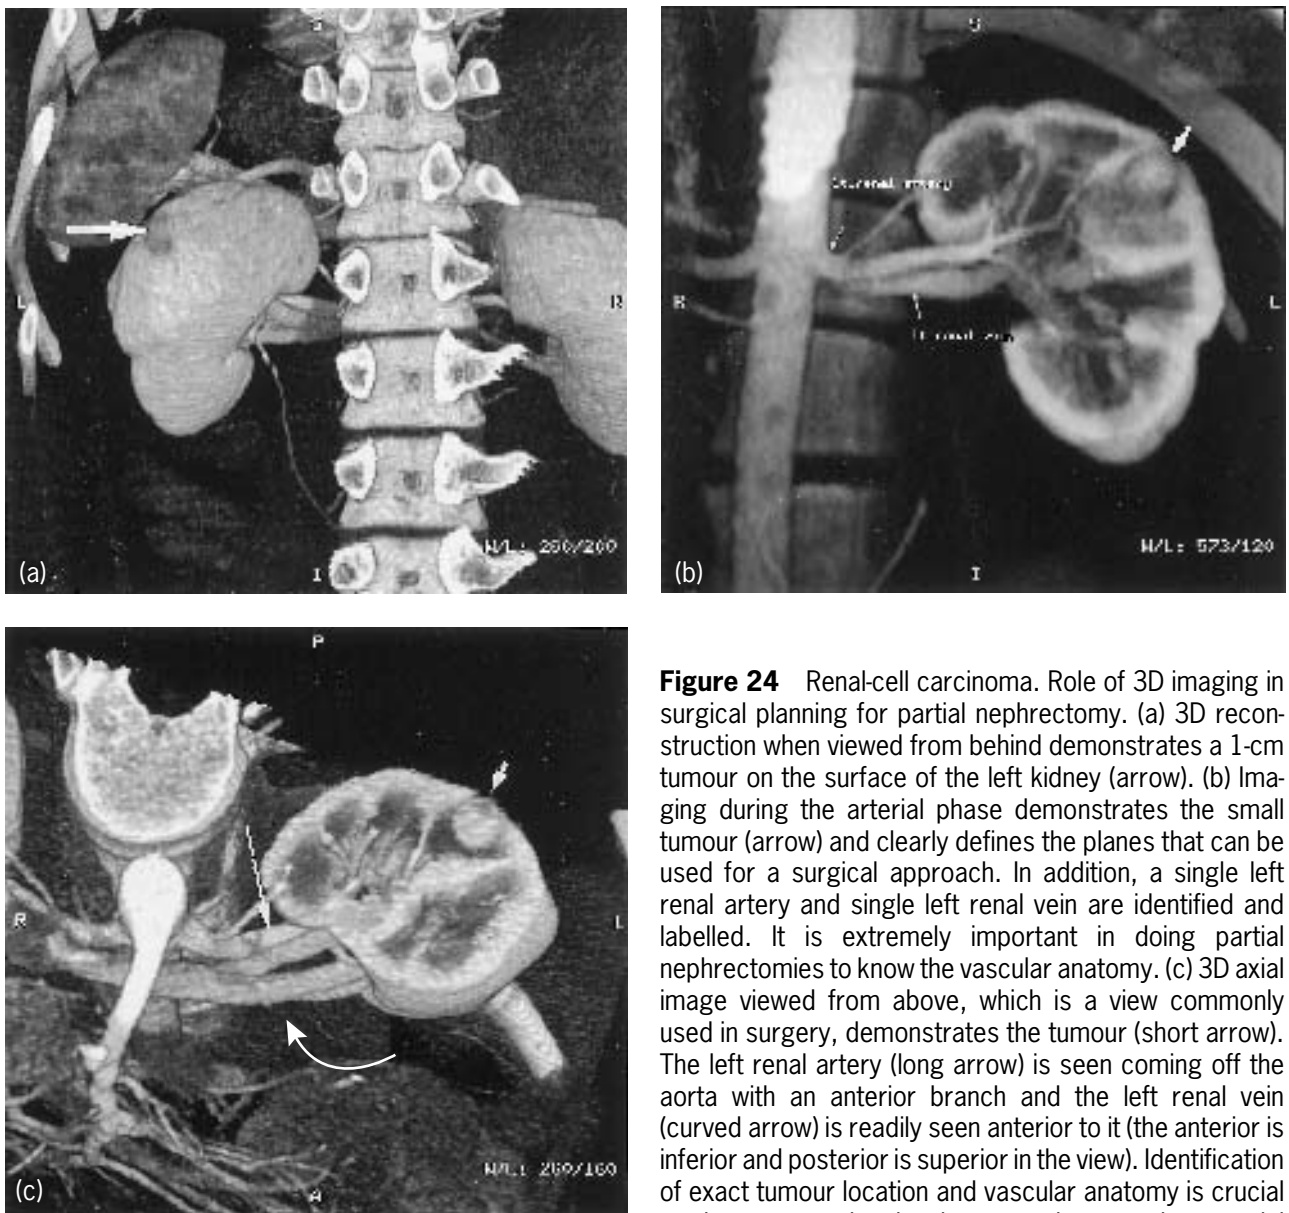 S
L
R
W/L: 260/200
(a)
I
S
renal artery
R
L
W/L: 573/120
(b)
I
P
R
L
W/L: 260/160
(c)
A
Figure 24 Renal-cell carcinoma. Role of 3D imaging in
surgical planning for partial nephrectomy. (a) 3D recon-
struction when viewed from behind demonstrates a 1-cm
tumour on the surface of the left kidney (arrow). (b) Ima-
ging during the arterial phase demonstrates the small
tumour (arrow) and clearly defines the planes that can be
used for a surgical approach. In addition, a single left
renal artery and single left renal vein are identified and
labelled. It is extremely important in doing partial
nephrectomies to know the vascular anatomy. (c) 3D axial
image viewed from above, which is a view commonly
used in surgery, demonstrates the tumour (short arrow).
The left renal artery (long arrow) is seen coming off the
aorta with an anterior branch and the left renal vein
(curved arrow) is readily seen anterior to it (the anterior is
inferior and posterior is superior in the view). Identification
of exact tumour location and vascular anatomy is crucial